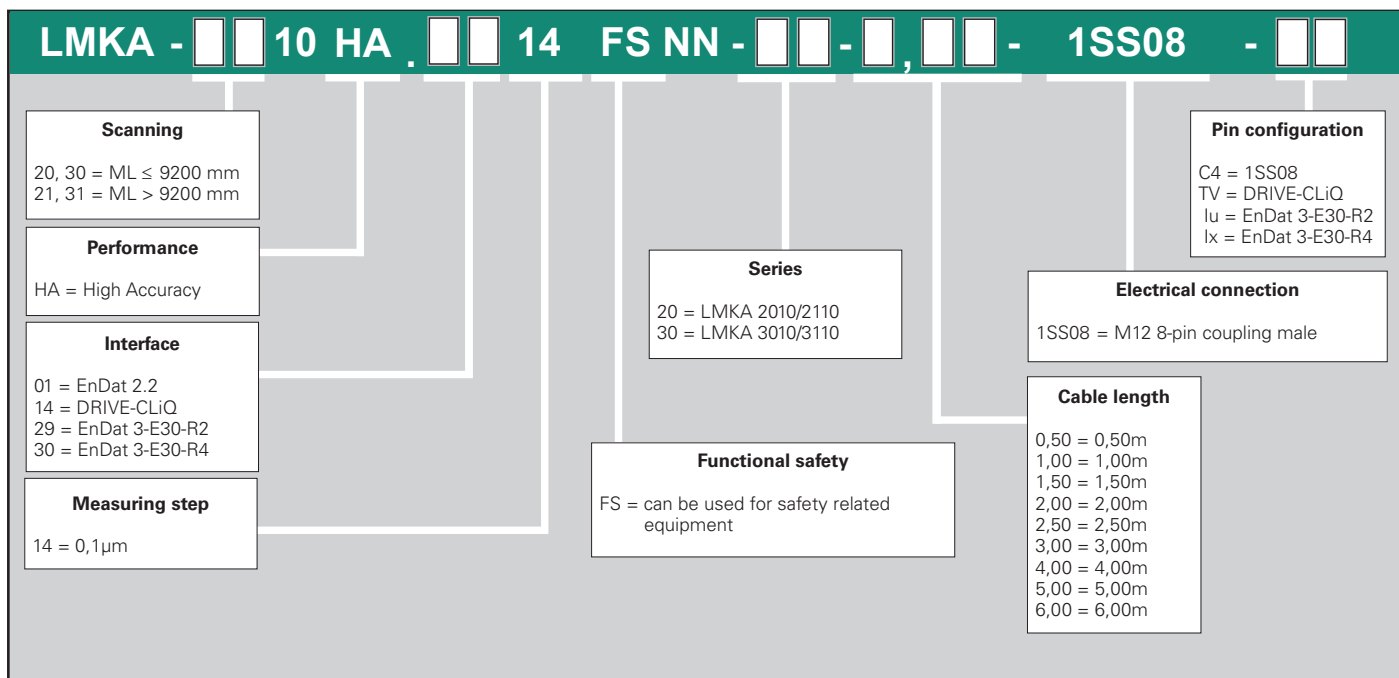 LMKA - 10 HA . 14 FS NN - - , - 1SS08 -
Scanning
20, 30 = ML ≤ 9200 mm
21, 31 = ML > 9200 mm
Performance
HA = High Accuracy
Interface
01 = EnDat 2.2
14 = DRIVE-CLiQ
29 = EnDat 3-E30-R2
30 = EnDat 3-E30-R4
Measuring step
14 = 0,1µm
Functional safety
FS = can be used for safety related
equipment
Series
20 = LMKA 2010/2110
30 = LMKA 3010/3110
Pin configuration
C4 = 1SS08
TV = DRIVE-CLiQ
Iu = EnDat 3-E30-R2
Ix = EnDat 3-E30-R4
Electrical connection
1SS08 = M12 8-pin coupling male
Cable length
0,50 = 0,50m
1,00 = 1,00m
1,50 = 1,50m
2,00 = 2,00m
2,50 = 2,50m
3,00 = 3,00m
4,00 = 4,00m
5,00 = 5,00m
6,00 = 6,00m